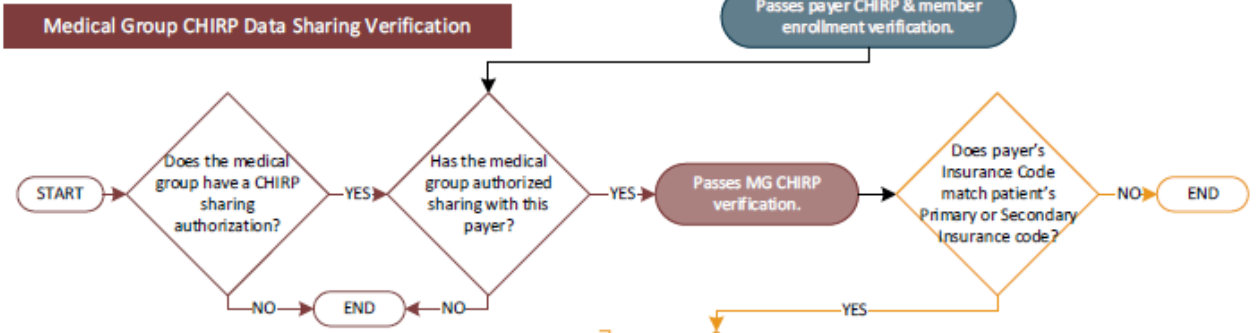 Medical Group CHIRP Data Sharing Verification
Passes payer CHIRP & member
enrollment verification.
START
Does the medical
group have a CHIRP
sharing
authorization?
YES
Has the medical
group authorized
sharing with this
payer?
YES
Passes MG CHIRP
verification.
Does payer's
Insurance Code
match patient's
Primary or Secondary
Insurance code?
NO
END
NO
END
NO
YES